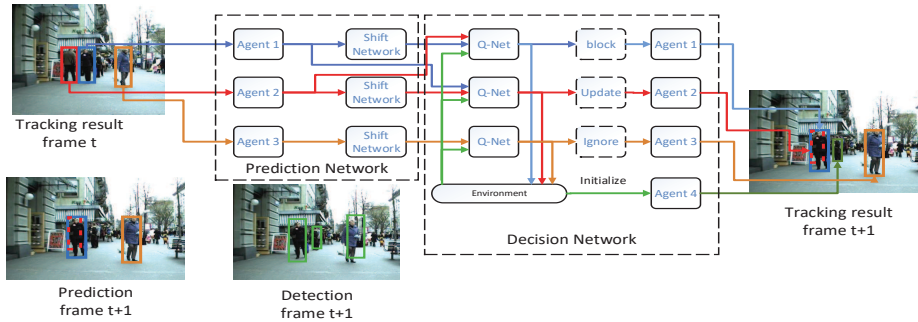 Agent 1
Shift
Network
Q-Net
block
Agent 1
Agent 2
Shift
Network
Q-Net
Update
Agent 2
Tracking result
frame t
Agent 3
Shift
Network
Q-Net
Ignore
Agent 3
Prediction Network
Environment
Initialize
Agent 4
Decision Network
Tracking result
frame t+1
Prediction
frame t+1
Detection
frame t+1